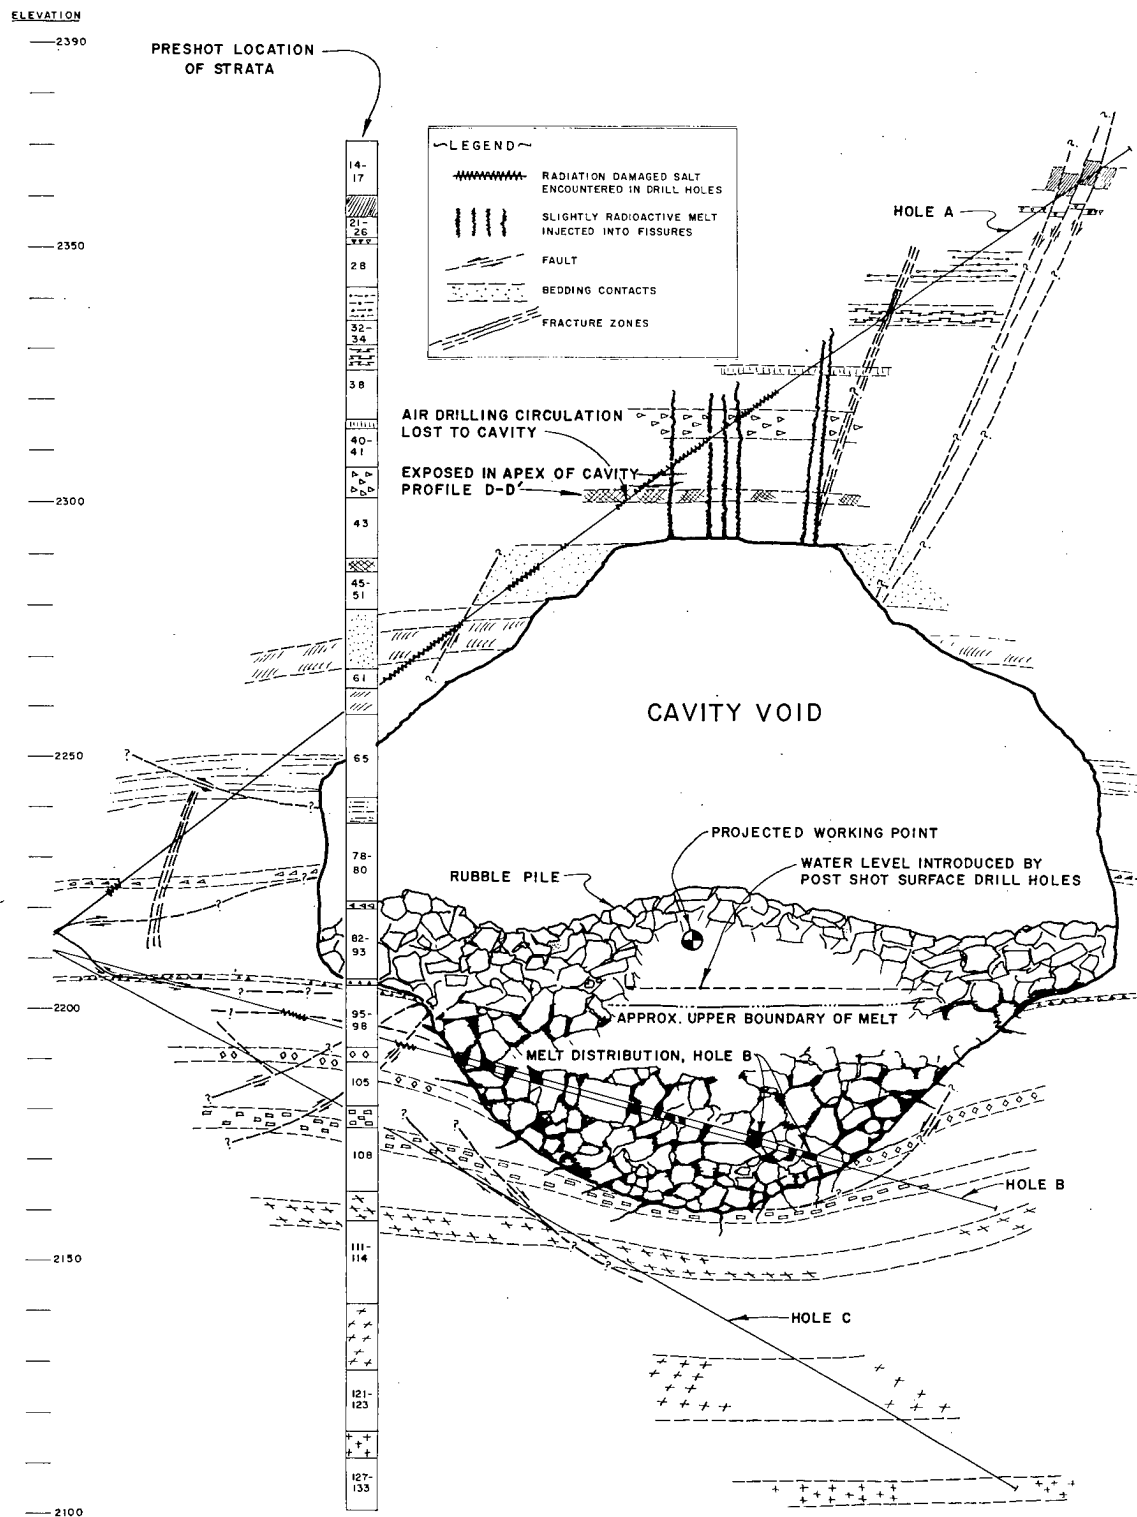 ELEVATION
2390
PRESHOT LOCATION
OF STRATA
~LEGEND~
RADIATION DAMAGED SALT
ENCOUNTERED IN DRILL HOLES
SLIGHTLY RADIOACTIVE MELT
INJECTED INTO FISSURES
FAULT
BEDDING CONTACTS
FRACTURE ZONES
14-
17
21-
26
2350
28
32-
34
38
40-
41
43
45-
51
61
65
78-
80
82-
93
95-
98
105
108
111-
114
121-
123
127-
133
HOLE A
AIR DRILLING CIRCULATION
LOST TO CAVITY
EXPOSED IN APEX OF CAVITY
PROFILE D-D'
2300
CAVITY VOID
2250
PROJECTED WORKING POINT
WATER LEVEL INTRODUCED BY
POST SHOT SURFACE DRILL HOLES
RUBBLE PILE
2200
APPROX. UPPER BOUNDARY OF MELT
MELT DISTRIBUTION, HOLE B
HOLE B
2150
HOLE C
2100